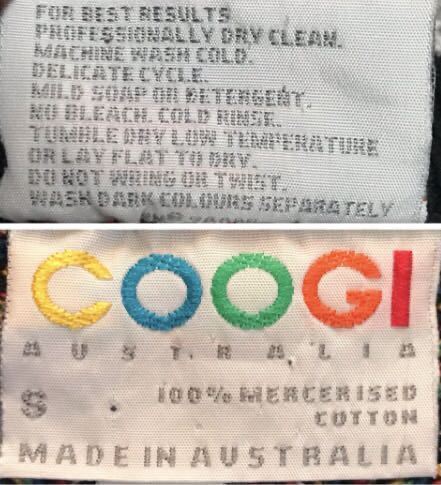 FOR BEST RESULTS
PROFESSIONALLY DRY CLEAN.
MACHINE WASH COLD.
DELICATE CYCLE.
MILD SOAP OR DETERGENT.
NO BLEACH. COLD RINSE.
TUMBLE DRY LOW TEMPERATURE
OR LAY FLAT TO DRY.
DO NOT WRING OR TWIST.
WASH DARK COLOURS SEPARATELY
COOGI
AUSTRALIA
S 100% MERCERISED
COTTON
MADE IN AUSTRALIA